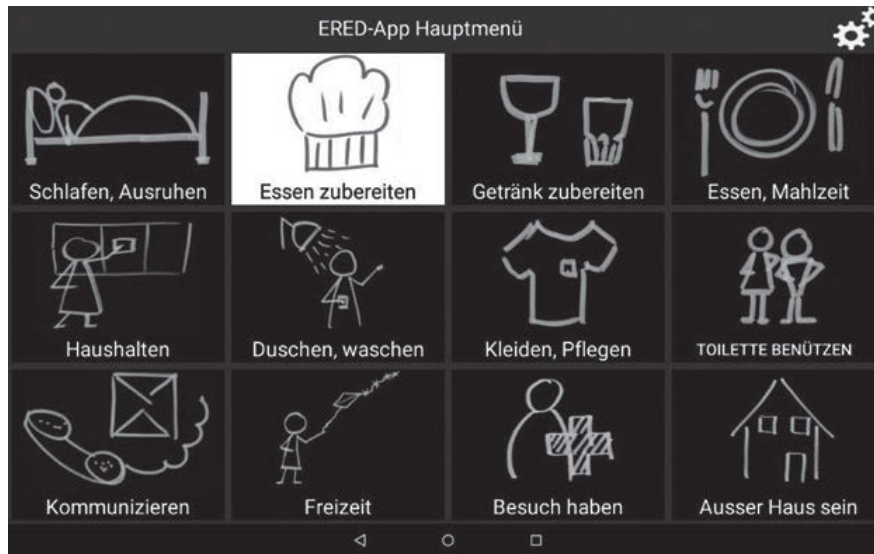 ERED-App Hauptmenü
Schlafen, Ausruhen
Essen zubereiten
Getränk zubereiten
Essen, Mahlzeit
Haushalten
Duschen, waschen
Kleiden, Pflegen
TOILETTE BENÜTZEN
Kommunizieren
Freizeit
Besuch haben
Ausser Haus sein